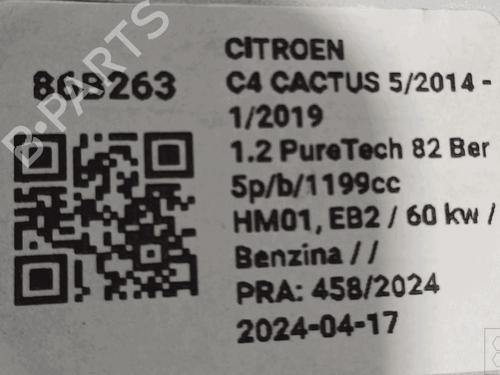 CITROEN
86B263
C4 CACTUS 5/2014 -
1/2019
1.2 PureTech 82 Ber
5p/b/1199cc
HM01, EB2 / 60 kw /
Benzina / /
PRA: 458/2024
2024-04-17
B-PARTS